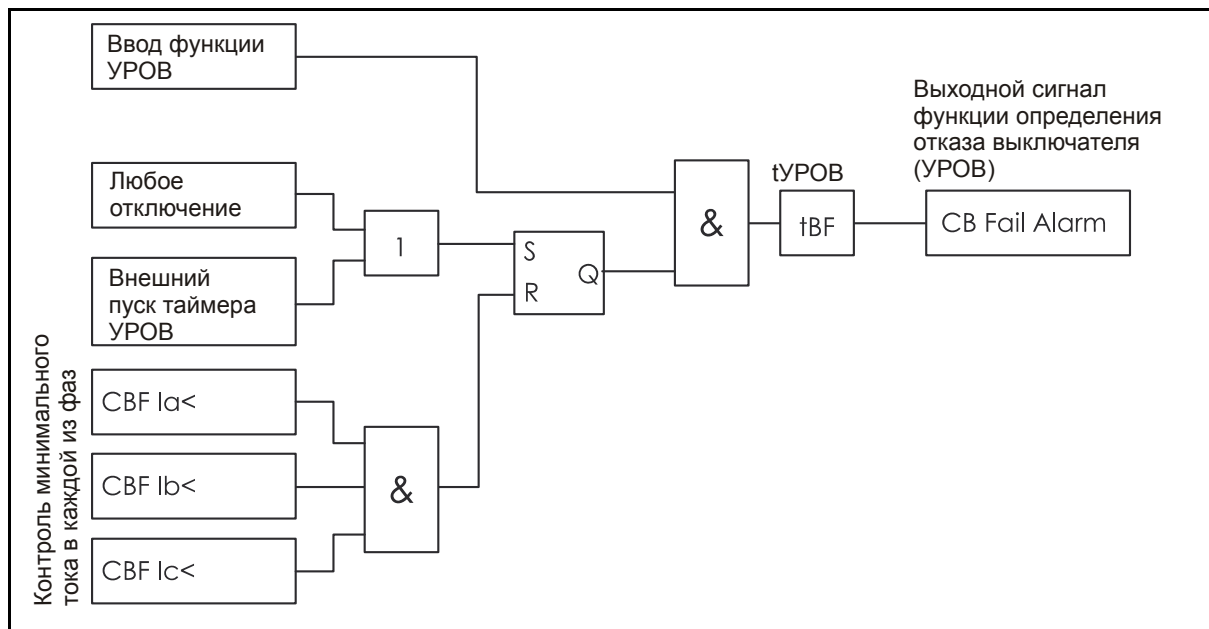 Ввод функции
УРОВ
Выходной сигнал
функции определения
отказа выключателя
(УРОВ)
Любое
отключение
tУРОВ
&
tBF
CB Fail Alarm
1
S
R
Q
Внешний
пуск таймера
УРОВ
Контроль минимального
тока в каждой из фаз
CBF Ia<
CBF Ib<
&
CBF Ic<